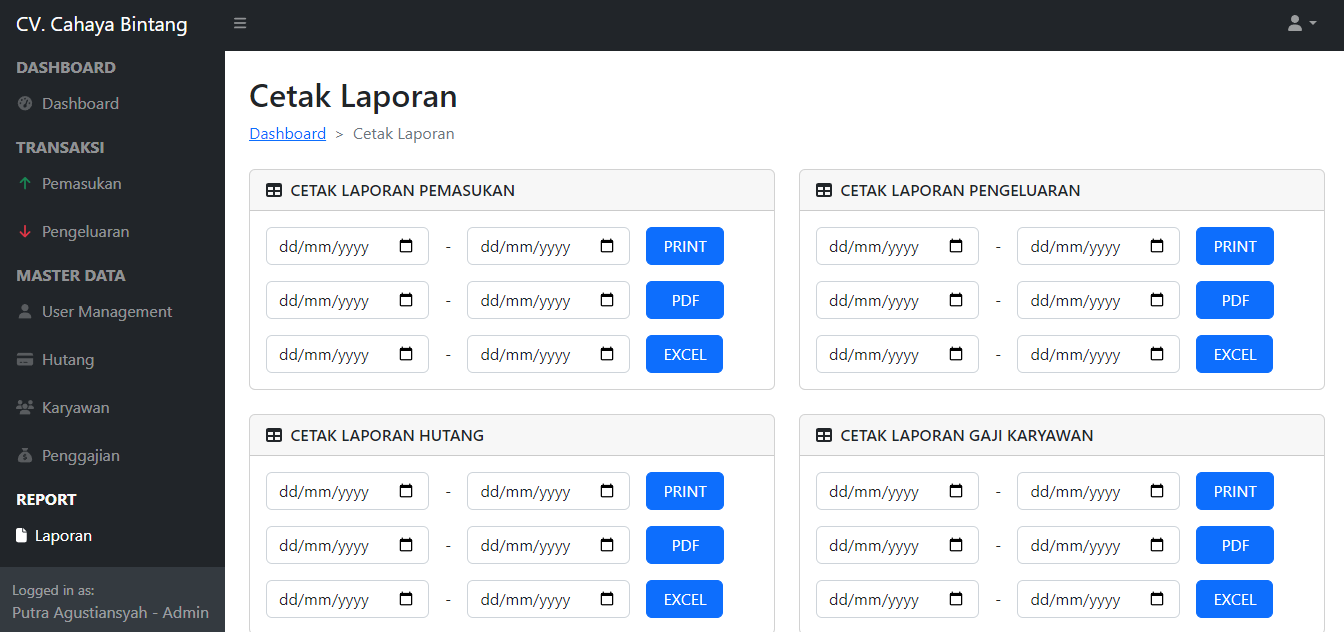 CV. Cahaya Bintang
DASHBOARD
Dashboard
TRANSAKSI
Pemasukan
Pengeluaran
MASTER DATA
User Management
Hutang
Karyawan
Penggajian
REPORT
Laporan
Logged in as:
Putra Agustiansyah - Admin
Cetak Laporan
Dashboard > Cetak Laporan
CETAK LAPORAN PEMASUKAN
dd/mm/yyyy - dd/mm/yyyy PRINT
dd/mm/yyyy - dd/mm/yyyy PDF
dd/mm/yyyy - dd/mm/yyyy EXCEL
CETAK LAPORAN PENGELUARAN
dd/mm/yyyy - dd/mm/yyyy PRINT
dd/mm/yyyy - dd/mm/yyyy PDF
dd/mm/yyyy - dd/mm/yyyy EXCEL
CETAK LAPORAN HUTANG
dd/mm/yyyy - dd/mm/yyyy PRINT
dd/mm/yyyy - dd/mm/yyyy PDF
dd/mm/yyyy - dd/mm/yyyy EXCEL
CETAK LAPORAN GAJI KARYAWAN
dd/mm/yyyy - dd/mm/yyyy PRINT
dd/mm/yyyy - dd/mm/yyyy PDF
dd/mm/yyyy - dd/mm/yyyy EXCEL